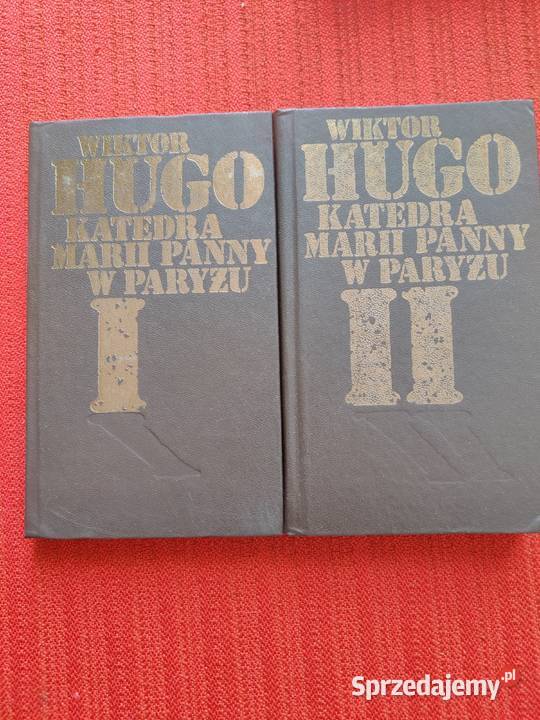 WIKTOR
HUGO
KATEDRA
MARII PANNY
W PARYŻU
I
WIKTOR
HUGO
KATEDRA
MARII PANNY
W PARYŻU
II
Sprzedajemy.pl